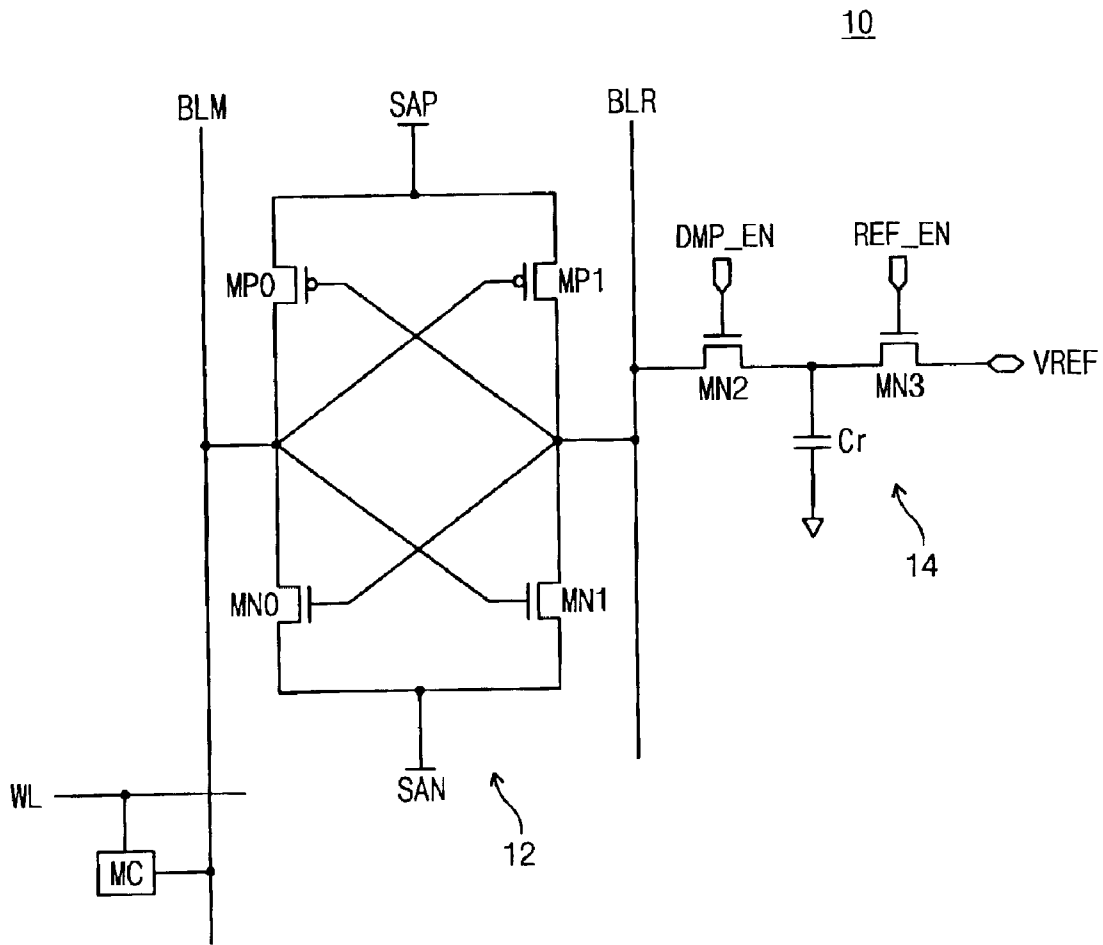 10
BLM
SAP
BLR
DMP_EN
REF_EN
MP0
MP1
MN2
MN3
VREF
Cr
14
MN0
MN1
SAN
12
WL
MC